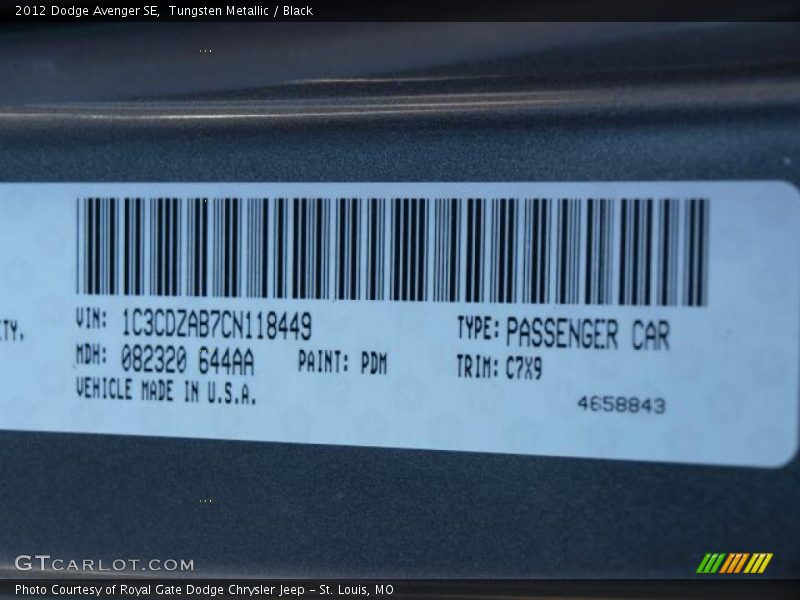 2012 Dodge Avenger SE,  Tungsten Metallic / Black
ITY,
VIN: 1C3CDZAB7CN118449
TYPE: PASSENGER CAR
MDH: 082320 644AA
PAINT: PDM
TRIM: C7X9
VEHICLE MADE IN U.S.A.
4658843
GTCARLOT.COM
Photo Courtesy of Royal Gate Dodge Chrysler Jeep – St. Louis, MO